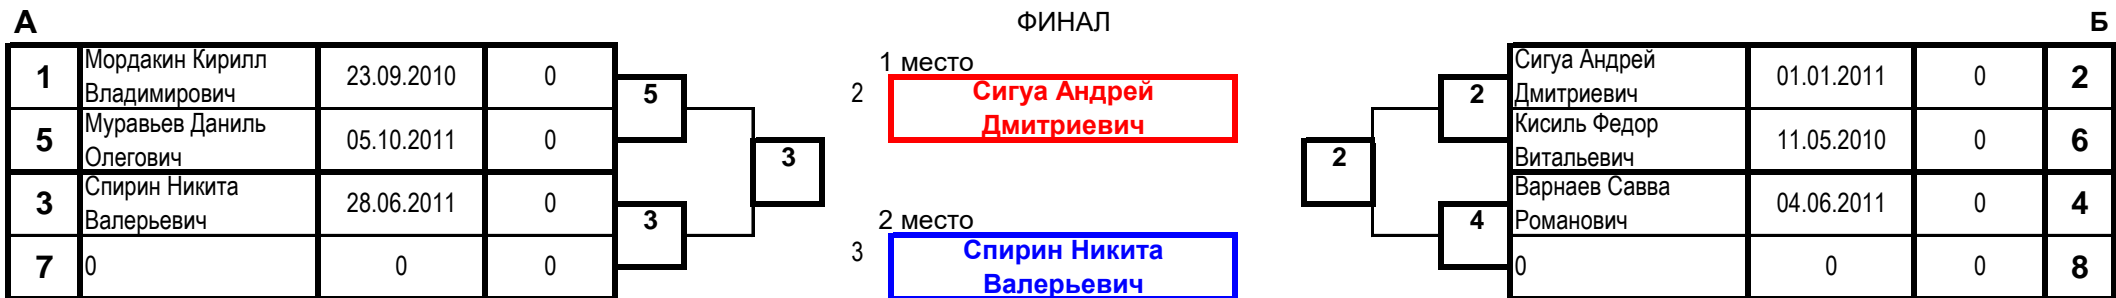 А
ФИНАЛ
Б
1
Мордакин Кирилл
Владимирович
23.09.2010
0
5
Муравьев Даниль
Олегович
05.10.2011
0
3
Спирин Никита
Валерьевич
28.06.2011
0
7
0
0
0
5
3
3
1 место
2
Сигуа Андрей
Дмитриевич
2 место
3
Спирин Никита
Валерьевич
2
2
4
Сигуа Андрей
Дмитриевич
01.01.2011
0
2
Кисиль Федор
Витальевич
11.05.2010
0
6
Варнаев Савва
Романович
04.06.2011
0
4
0
0
0
8